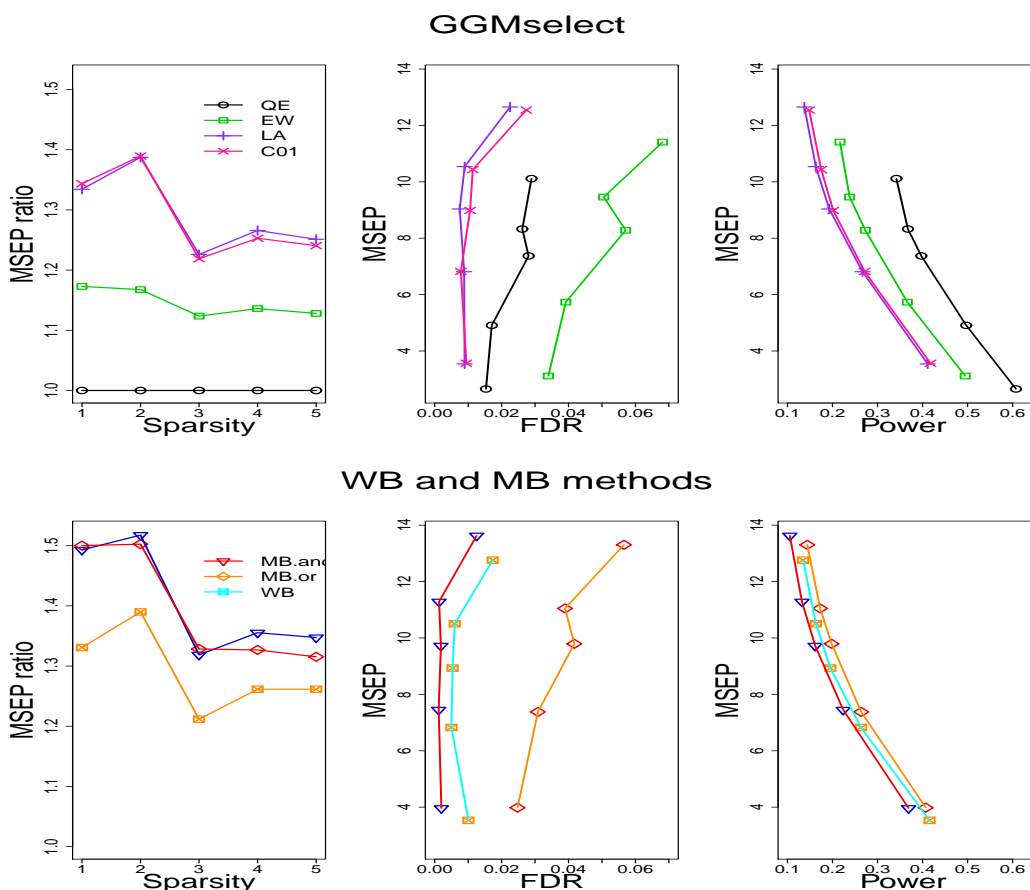 GGMselect
MSEP ratio
1.0 1.1 1.2 1.3 1.4 1.5
QE
EW
LA
C01
1 2 3 4 5
Sparsity
MSEP
4 6 8 10 12 14
0.00 0.02 0.04 0.06
FDR
MSEP
4 6 8 10 12 14
0.1 0.2 0.3 0.4 0.5 0.6
Power
WB and MB methods
MSEP ratio
1.0 1.1 1.2 1.3 1.4 1.5
MB.and
MB.or
WB
1 2 3 4 5
Sparsity
MSEP
4 6 8 10 12 14
0.00 0.02 0.04 0.06
FDR
MSEP
4 6 8 10 12 14
0.1 0.2 0.3 0.4 0.5 0.6
Power